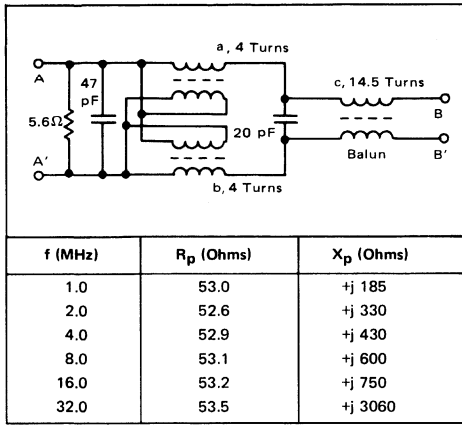 a, 4 Turns
A
47
pF
c, 14.5 Turns
5.6Ω
20 pF
B
A'
Balun
B'
b, 4 Turns
f (MHz) Rp (Ohms) Xp (Ohms)
1.0 53.0 +j 185
2.0 52.6 +j 330
4.0 52.9 +j 430
8.0 53.1 +j 600
16.0 53.2 +j 750
32.0 53.5 +j 3060